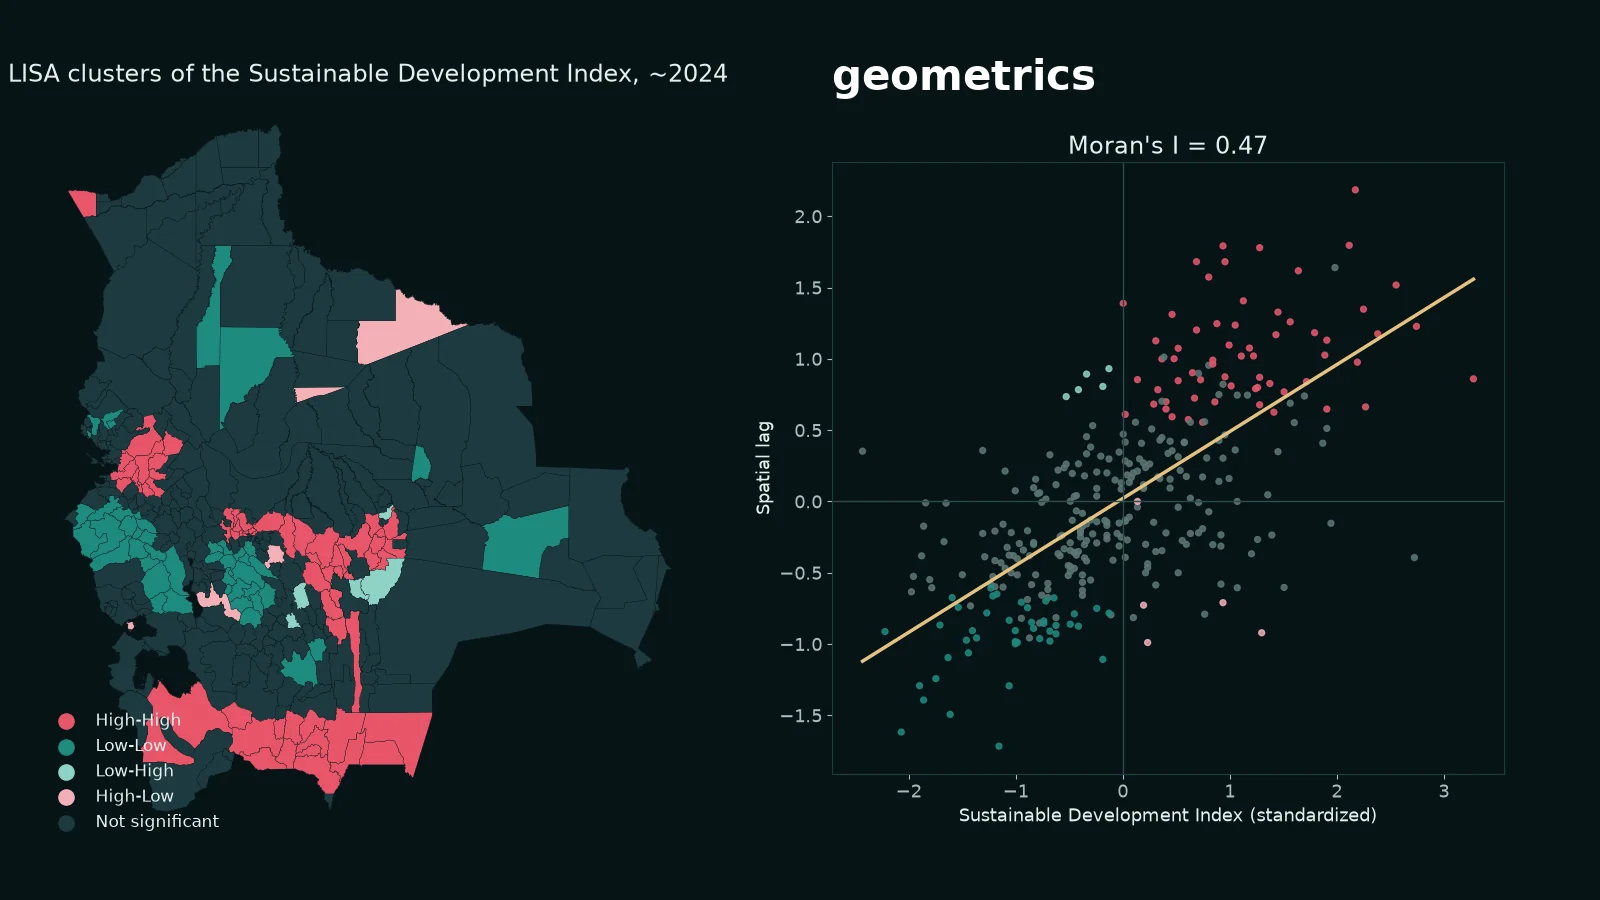 LISA clusters of the Sustainable Development Index, ~2024
High-High
Low-Low
Low-High
High-Low
Not significant
geometrics
Moran's I = 0.47
Spatial lag
2.0
1.5
1.0
0.5
0.0
−0.5
−1.0
−1.5
−2
−1
0
1
2
3
Sustainable Development Index (standardized)